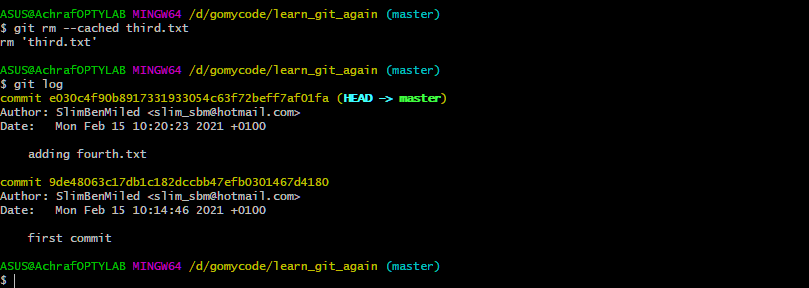 ASUS@AchrafOPTYLAB MINGW64 /d/gomycode/learn_git_again (master)
$ git rm --cached third.txt
rm 'third.txt'
ASUS@AchrafOPTYLAB MINGW64 /d/gomycode/learn_git_again (master)
$ git log
commit e030c4f90b8917331933054c63f72beff7af01fa (HEAD -> master)
Author: SlimBenMiled <slim_sbm@hotmail.com>
Date:   Mon Feb 15 10:20:23 2021 +0100
adding fourth.txt
commit 9de48063c17db1c182dccbb47efb0301467d4180
Author: SlimBenMiled <slim_sbm@hotmail.com>
Date:   Mon Feb 15 10:14:46 2021 +0100
first commit
ASUS@AchrafOPTYLAB MINGW64 /d/gomycode/learn_git_again (master)
$